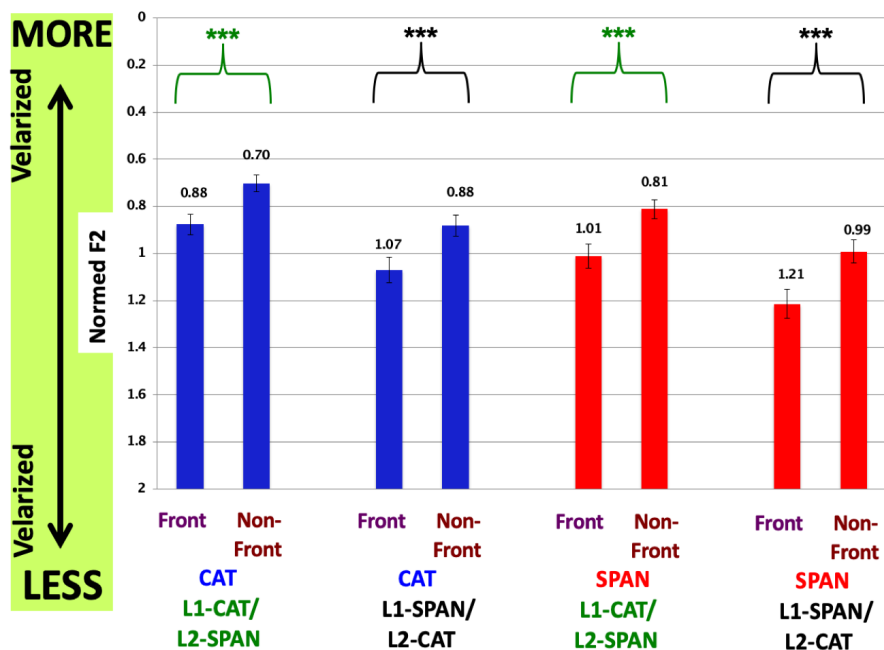 MORE
Velarized
Normed F2
Velarized
LESS
0
0.2
0.4
0.6
0.8
1
1.2
1.4
1.6
1.8
2
*** *** *** ***
0.88 0.70 1.07 0.88 1.01 0.81 1.21 0.99
Front Non-Front Front Non-Front Front Non-Front Front Non-Front
CAT CAT SPAN SPAN
L1-CAT/ L1-SPAN/ L1-CAT/ L1-SPAN/
L2-SPAN L2-CAT L2-SPAN L2-CAT